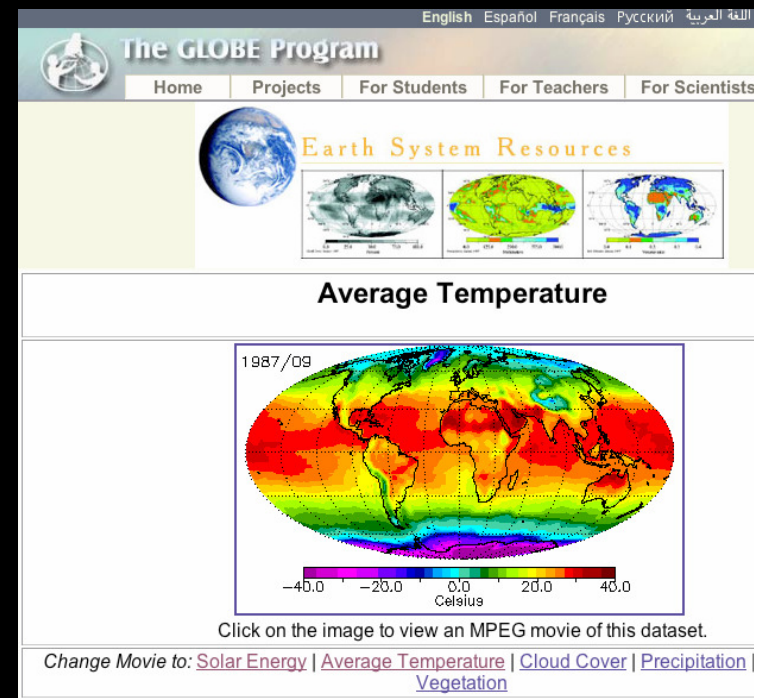 English Español Français Русский اللغة العربية
The GLOBE Program
Home Projects For Students For Teachers For Scientists
Earth System Resources
Average Temperature
1987/09
-40.0 -20.0 0.0 20.0 40.0
Celsius
Click on the image to view an MPEG movie of this dataset.
Change Movie to: Solar Energy | Average Temperature | Cloud Cover | Precipitation |
Vegetation